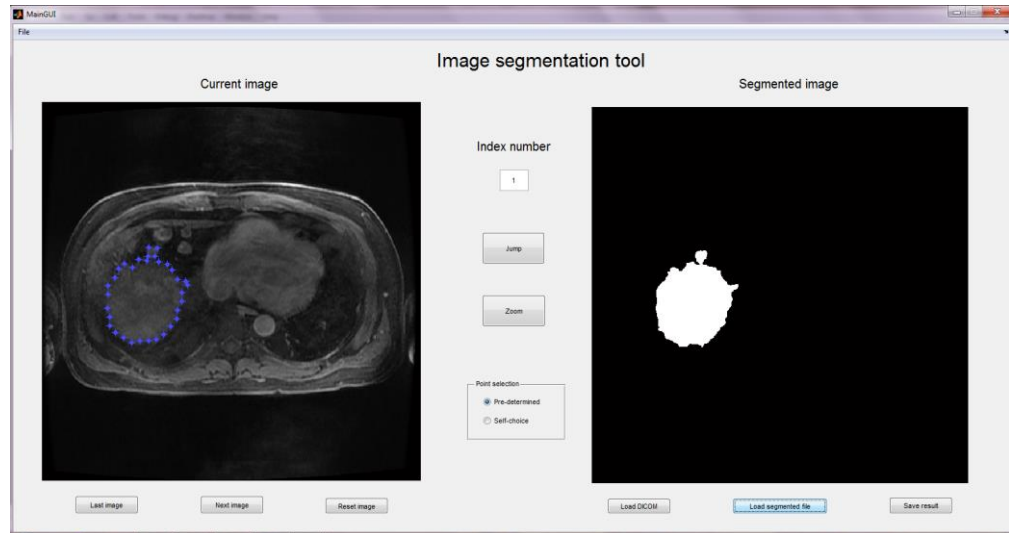 MainGUI
File
Image segmentation tool
Current image
Segmented image
Index number
1
Jump
Zoom
Point selection
Pre-determined
Self-choice
Last image
Next image
Reset image
Load DICOM
Load segmented file
Save result